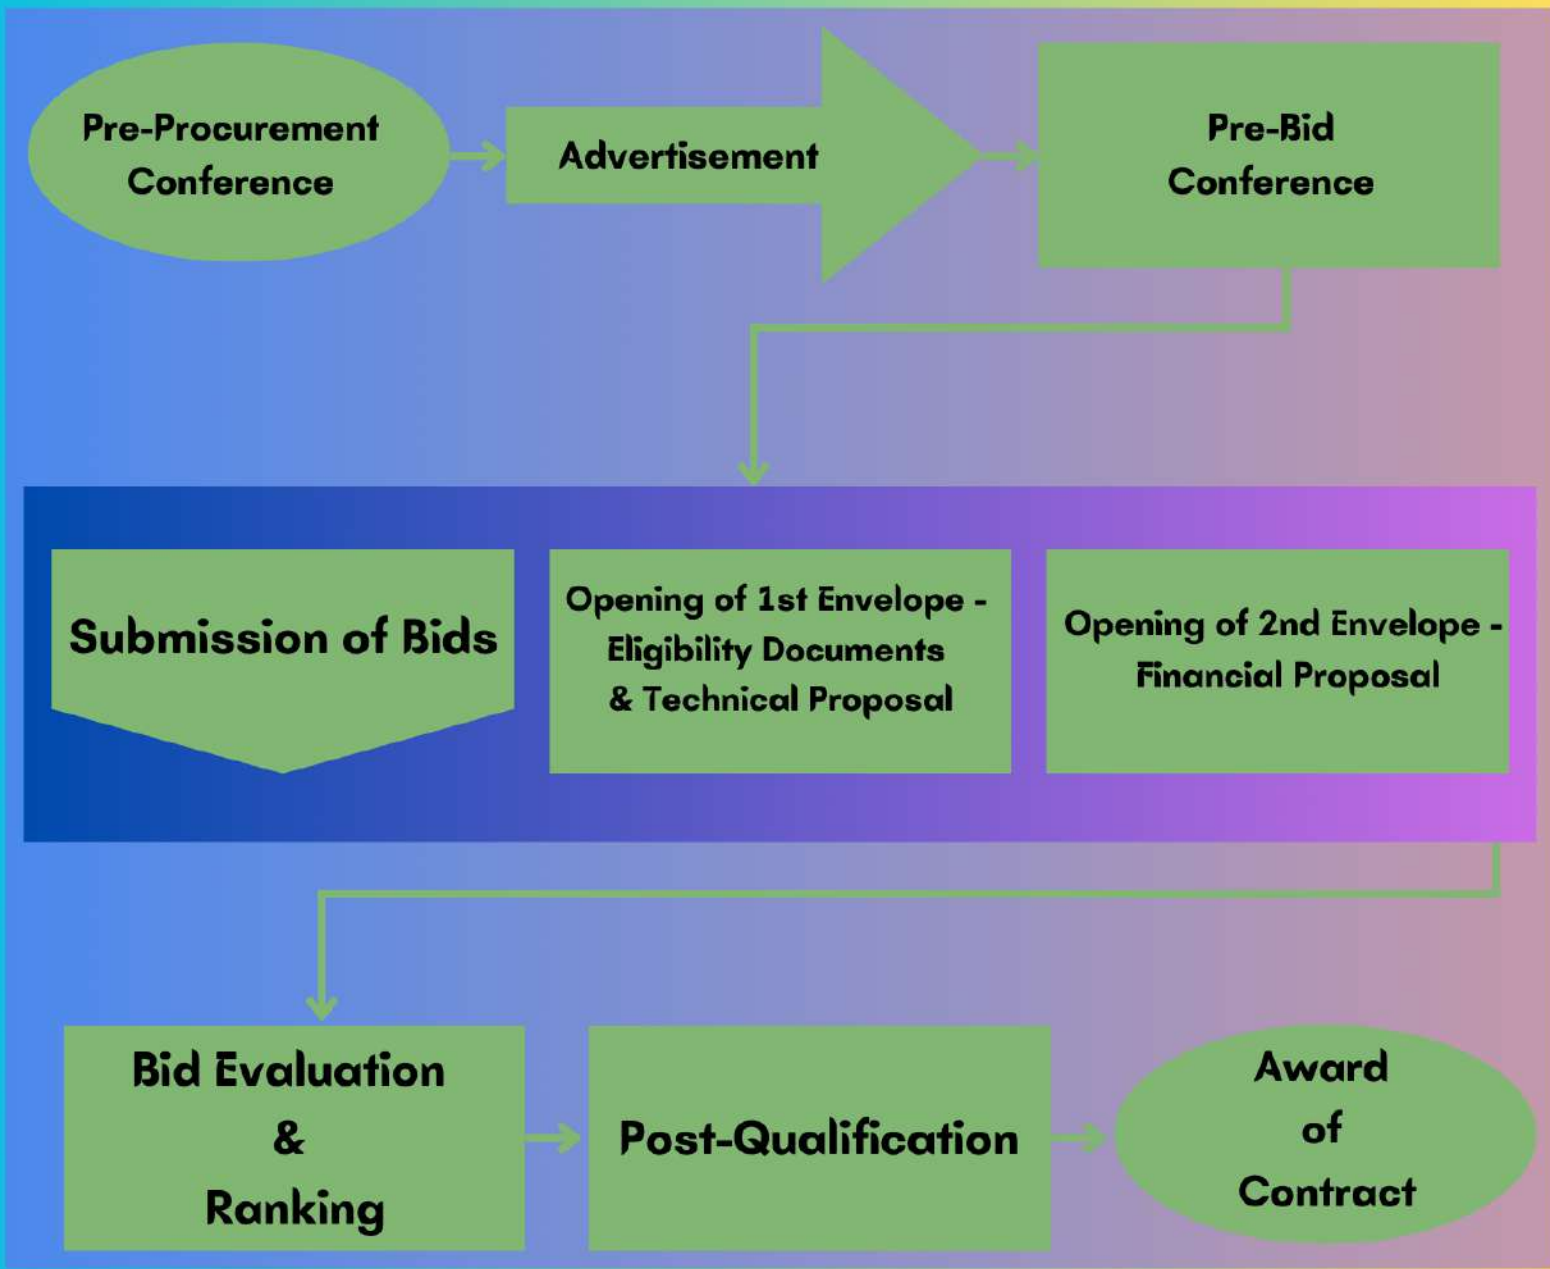 Pre-Procurement
Conference
Advertisement
Pre-Bid
Conference
Submission of Bids
Opening of 1st Envelope -
Eligibility Documents
& Technical Proposal
Opening of 2nd Envelope -
Financial Proposal
Bid Evaluation
&
Ranking
Post-Qualification
Award
of
Contract